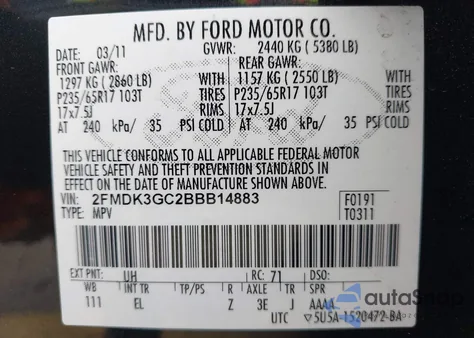 MFD. BY FORD MOTOR CO.
DATE: 03/11 GVWR: 2440 KG ( 5380 LB)
FRONT GAWR: REAR GAWR:
1297 KG ( 2860 LB) WITH 1157 KG ( 2550 LB) WITH
P235/65R17 103T TIRES P235/65R17 103T TIRES
17x7.5J RIMS 17x7.5J RIMS
AT 240 kPa/ 35 PSI COLD AT 240 kPa/ 35 PSI COLD
THIS VEHICLE CONFORMS TO ALL APPLICABLE FEDERAL MOTOR
VEHICLE SAFETY AND THEFT PREVENTION STANDARDS IN
EFFECT ON THE DATE OF MANUFACTURE SHOWN ABOVE.
VIN: 2FMDK3GC2BBB14883 F0191
TYPE: MPV T0311
EXT PNT: UH RC: 71 DSO:
WB INT TR TP/PS R AXLE TR SPR
111 EL Z 3E J AAAA
UTC ▽5U5A-1520472-BA
autoSnap